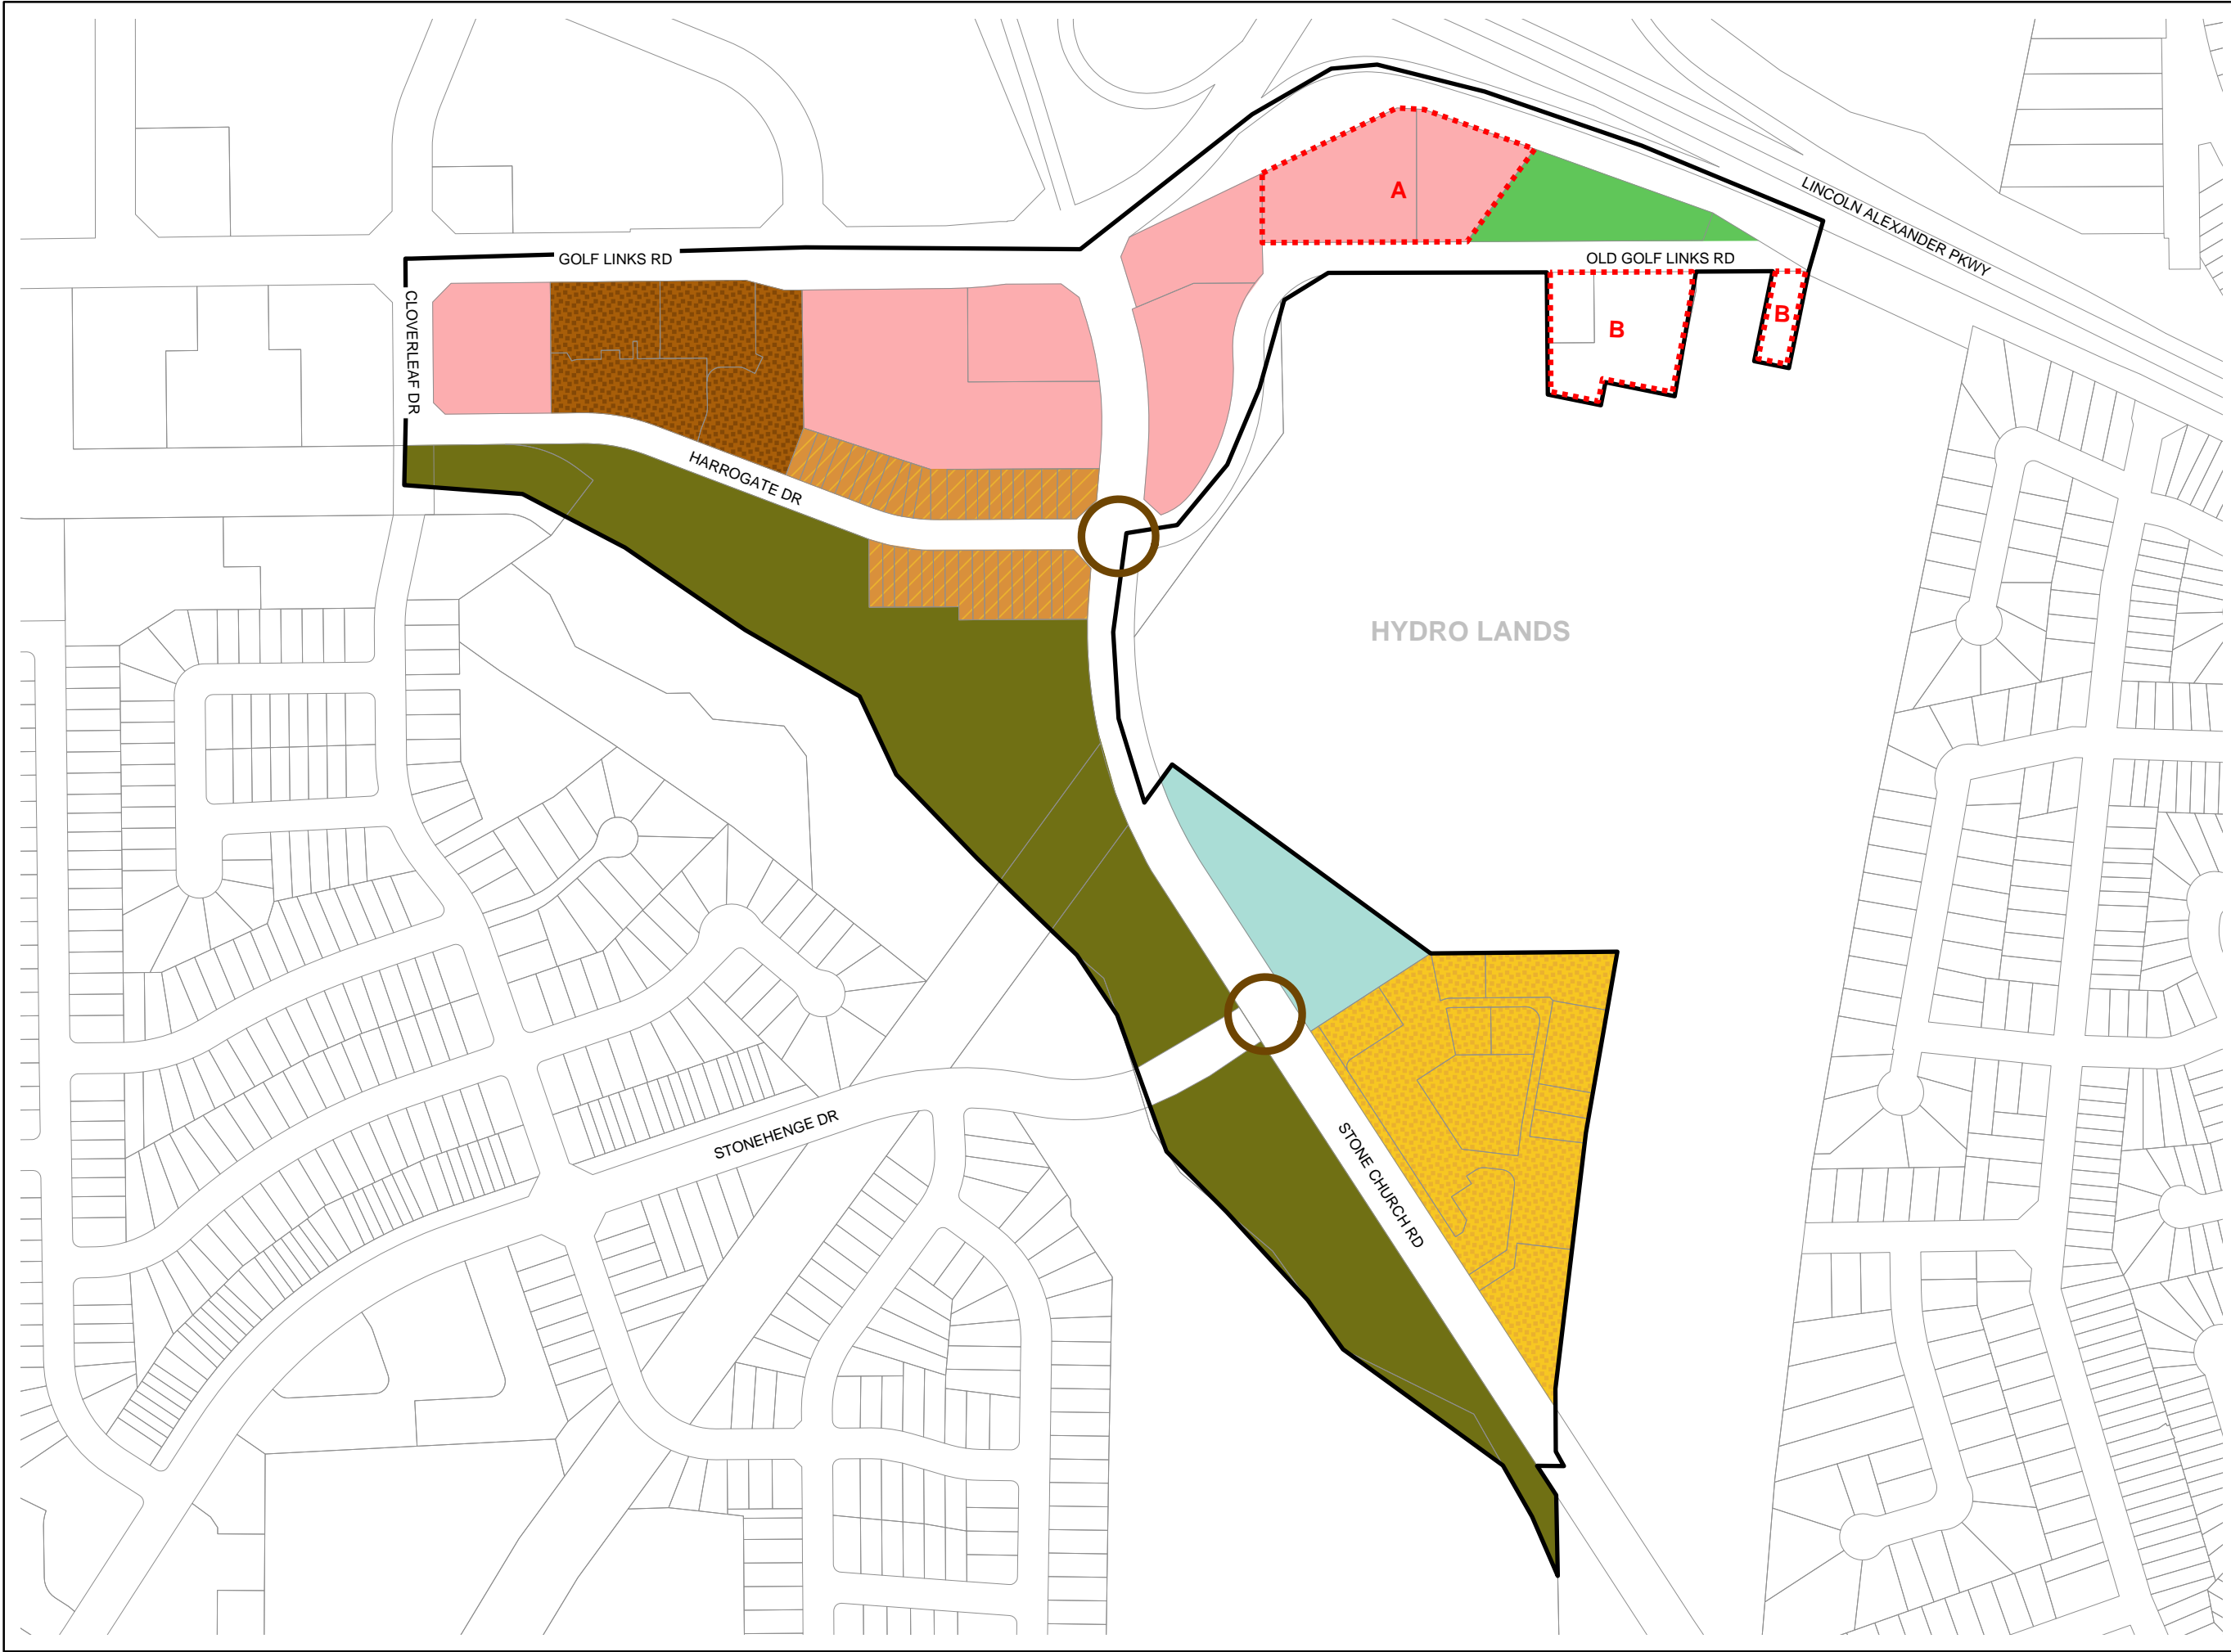 LINCOLN ALEXANDER PKWY
A
GOLF LINKS RD
OLD GOLF LINKS RD
CLOVERLEAF DR
B
B
HARROGATE DR
HYDRO LANDS
STONEHENGE DR
STONE CHURCH RD